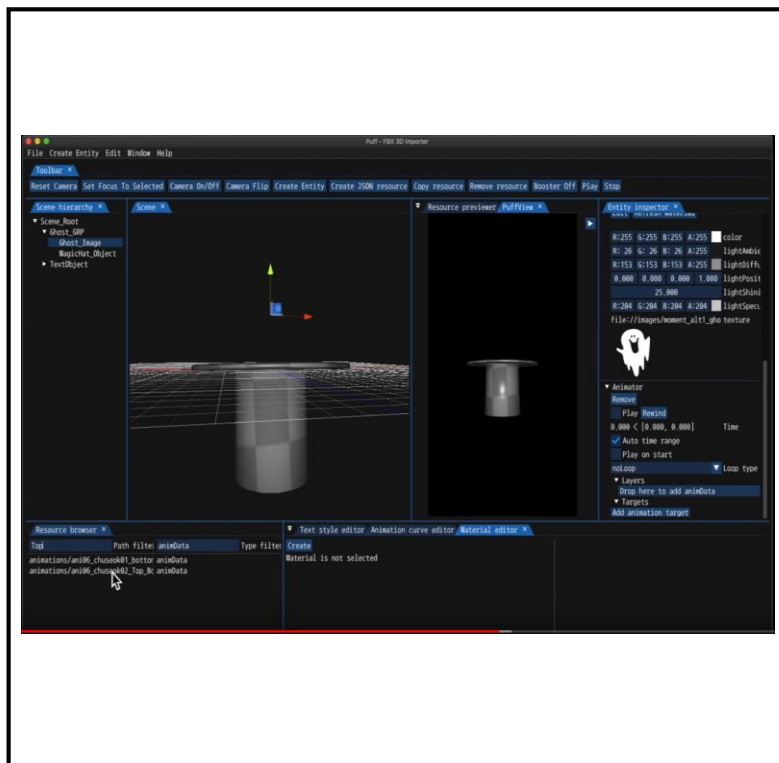 Puff - FBX 3D Importer
File Create Entity Edit Window Help
Toolbar ×
Reset Camera Set Focus To Selected Camera On/Off Camera Flip Create Entity Create JSON resource Copy resource Remove resource Booster Off Play Stop
Scene hierarchy ×
Scene_Root
Ghost_GRP
Ghost_Image
MagicHat_Object
TextObject
Scene ×
Resource previewer PuffView ×
Entity inspector ×
Edit Refresh Material
R:255 G:255 B:255 A:255 color
R: 26 G: 26 B: 26 A:255 lightAmbie
R:153 G:153 B:153 A:255 lightDiffu
0.000 0.000 0.000 1.000 lightPosit
25.000 lightShini
R:204 G:204 B:204 A:255 lightSpecu
file://images/moment_alt1_gho texture
Animator
Remove
Play Rewind
0.000 < [0.000, 0.000] Time
Auto time range
Play on start
noLoop Loop type
Layers
Drop here to add animData
Targets
Add animation target
Resource browser ×
Top Path filte animData Type filte
animations/ani06_chuseok01_bottor animData
animations/ani06_chuseok02_Top_Bc animData
Text style editor Animation curve editor Material editor ×
Create
Material is not selected